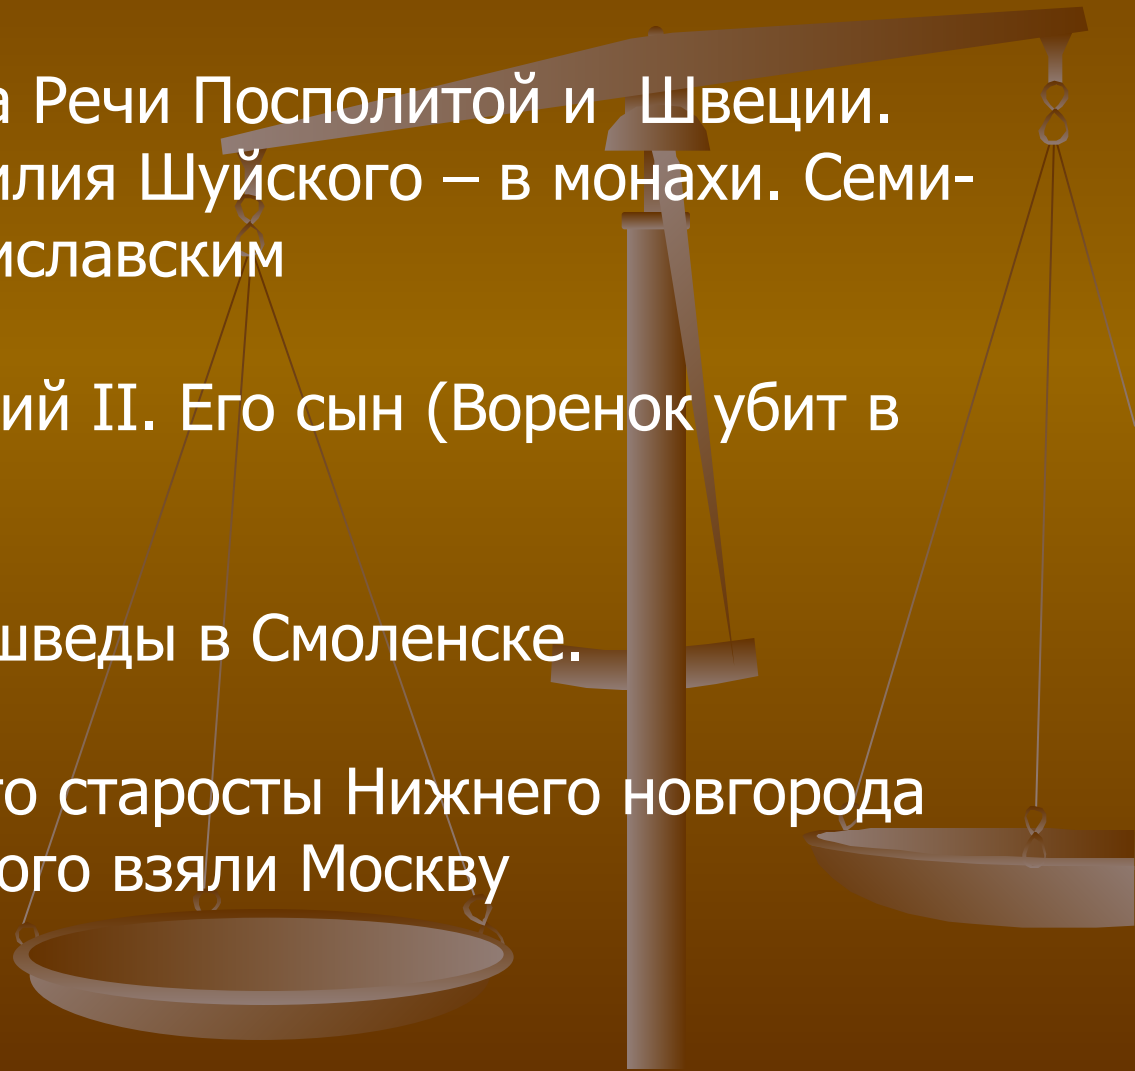 а Речи Посполитой и Швеции.
илия Шуйского – в монахи. Семи-
иславским
ий II. Его сын (Воренок убит в
шведы в Смоленске.
го старосты Нижнего новгорода
ого взяли Москву